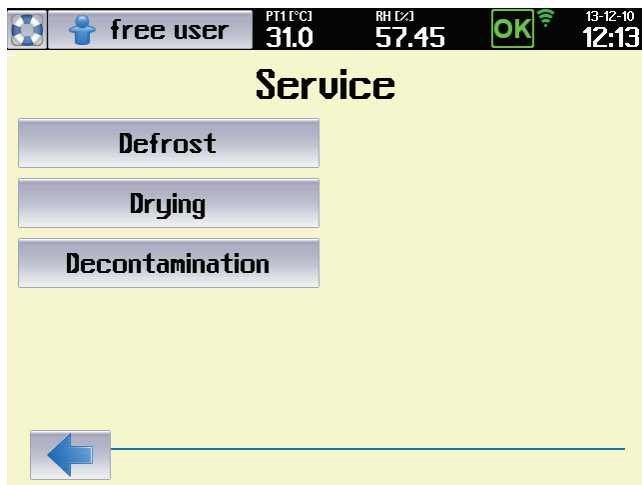 free user PT1 [°C] 31.0 RH [%] 57.45 OK 13-12-10 12:13
Service
Defrost
Drying
Decontamination